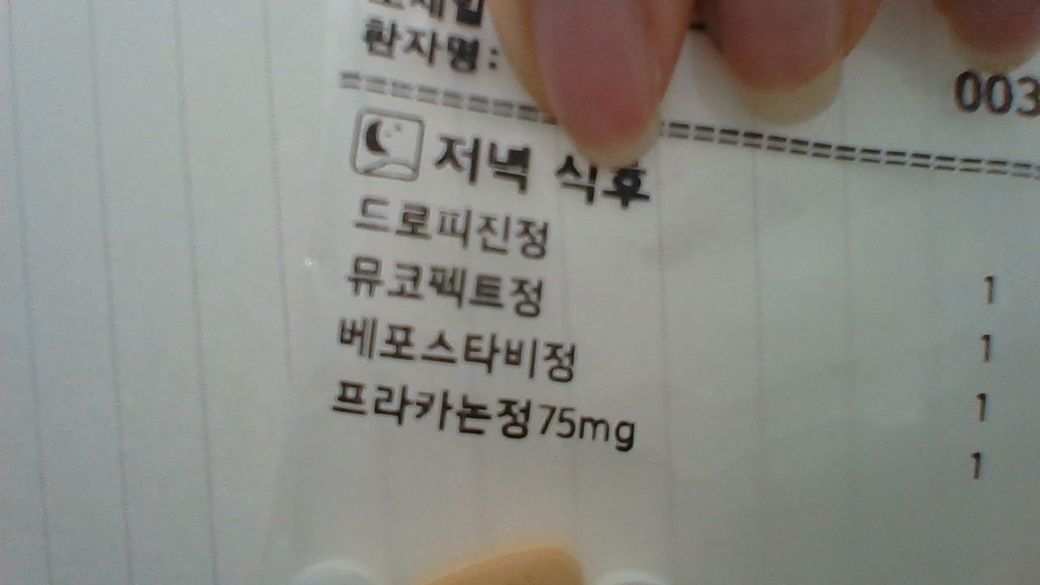 환자명:
003
저녁 식후
드로피진정 1
뮤코펙트정 1
베포스타비정 1
프라카논정75mg 1